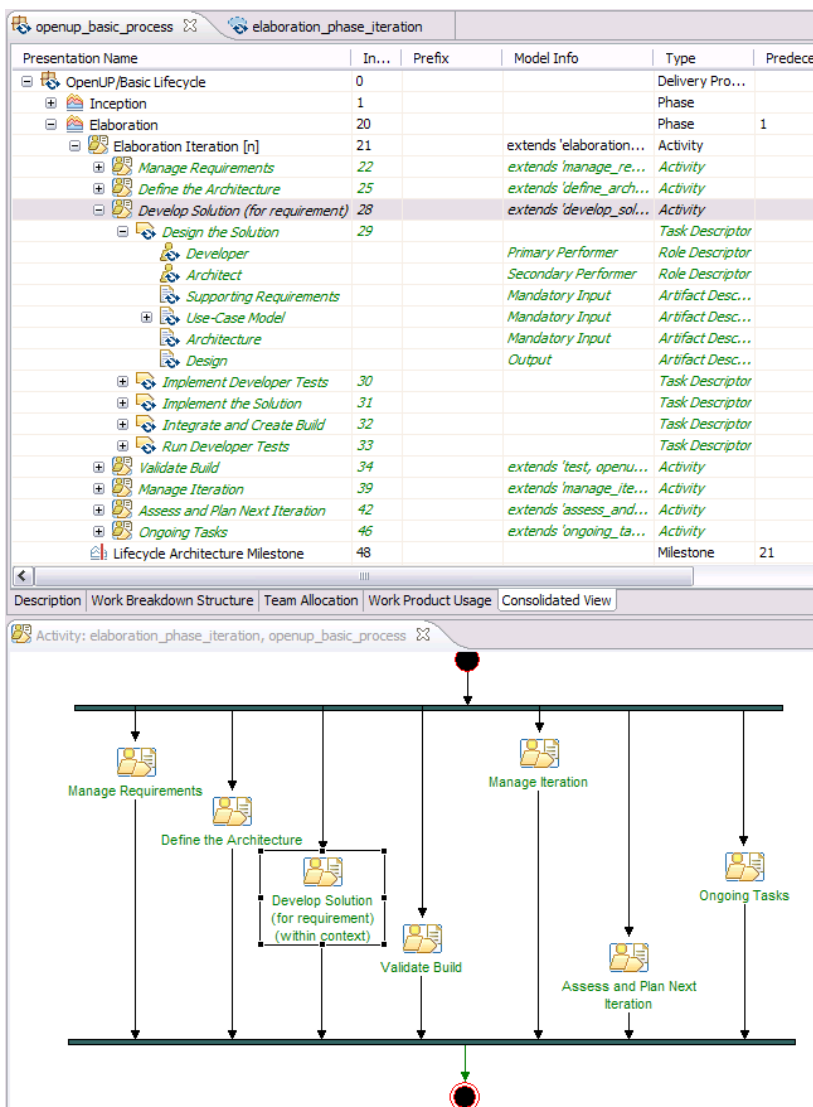 openup_basic_process elaboration_phase_iteration
Presentation Name In... Prefix Model Info Type Predece
OpenUP/Basic Lifecycle 0 Delivery Pro...
Inception 1 Phase
Elaboration 20 Phase 1
Elaboration Iteration [n] 21 extends 'elaboration... Activity
Manage Requirements 22 extends 'manage_re... Activity
Define the Architecture 25 extends 'define_arch... Activity
Develop Solution (for requirement) 28 extends 'develop_sol... Activity
Design the Solution 29 Task Descriptor
Developer Primary Performer Role Descriptor
Architect Secondary Performer Role Descriptor
Supporting Requirements Mandatory Input Artifact Desc...
Use-Case Model Mandatory Input Artifact Desc...
Architecture Mandatory Input Artifact Desc...
Design Output Artifact Desc...
Implement Developer Tests 30 Task Descriptor
Implement the Solution 31 Task Descriptor
Integrate and Create Build 32 Task Descriptor
Run Developer Tests 33 Task Descriptor
Validate Build 34 extends 'test, openu... Activity
Manage Iteration 39 extends 'manage_ite... Activity
Assess and Plan Next Iteration 42 extends 'assess_and... Activity
Ongoing Tasks 46 extends 'ongoing_ta... Activity
Lifecycle Architecture Milestone 48 Milestone 21
Description Work Breakdown Structure Team Allocation Work Product Usage Consolidated View
Activity: elaboration_phase_iteration, openup_basic_process
Manage Requirements
Define the Architecture
Develop Solution
(for requirement)
(within context)
Validate Build
Manage Iteration
Assess and Plan Next
Iteration
Ongoing Tasks